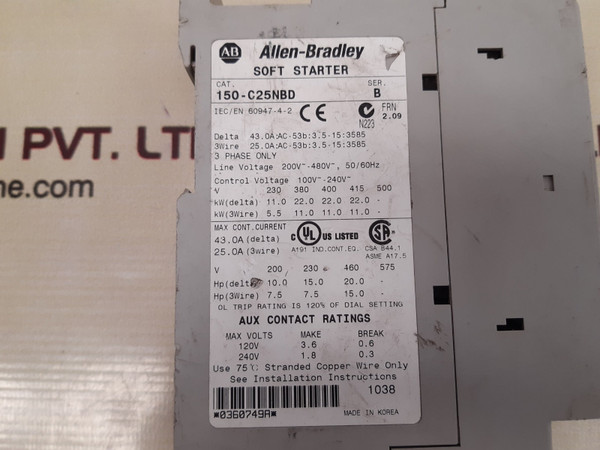 N PVT. LT
ne.com
AB Allen-Bradley
SOFT STARTER
CAT. SER.
150-C25NBD B
IEC/EN 60947-4-2 CE N223 FRN 2.09
Delta 43.0A:AC-53b:3.5-15:3585
3Wire 25.0A:AC-53b:3.5-15:3585
3 PHASE ONLY
Line Voltage 200V~-480V~, 50/60Hz
Control Voltage 100V~-240V~
V 230 380 400 415 500
kW(delta) 11.0 22.0 22.0 22.0 -
kW(3Wire) 5.5 11.0 11.0 11.0 -
MAX CONT.CURRENT
43.0A(delta) C UL US LISTED SA
25.0A(3Wire) A191 IND.CONT.EQ. CSA B44.1
ASME A17.5
V 200 230 460 575
Hp(delta) 10.0 15.0 20.0 -
Hp(3Wire) 7.5 7.5 15.0 -
OL TRIP RATING IS 120% OF DIAL SETTING
AUX CONTACT RATINGS
MAX VOLTS MAKE BREAK
120V 3.6 0.6
240V 1.8 0.3
Use 75°C Stranded Copper Wire Only
See Installation Instructions
1038
*0360749A*
MADE IN KOREA